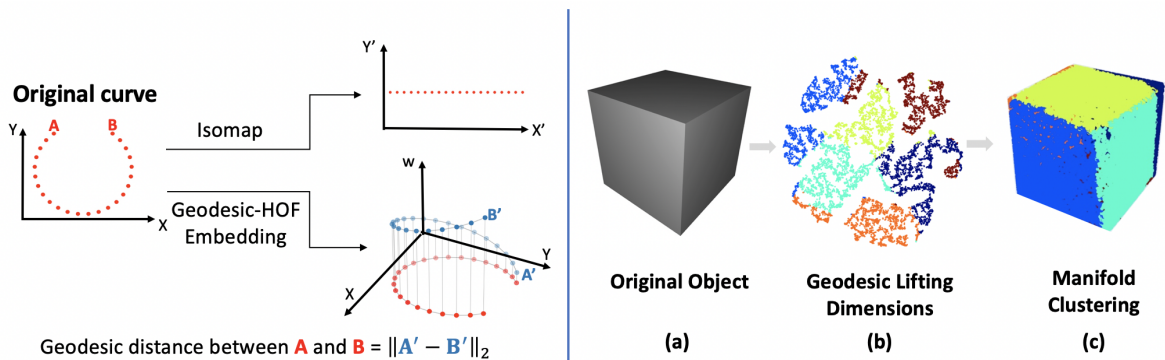 Original curve
Y
A
B
X
Isomap
Geodesic-HOF
Embedding
Y'
X'
w
B'
Y
A'
X
Geodesic distance between A and B = ||A' − B'||₂
Original Object
(a)
Geodesic Lifting
Dimensions
(b)
Manifold
Clustering
(c)